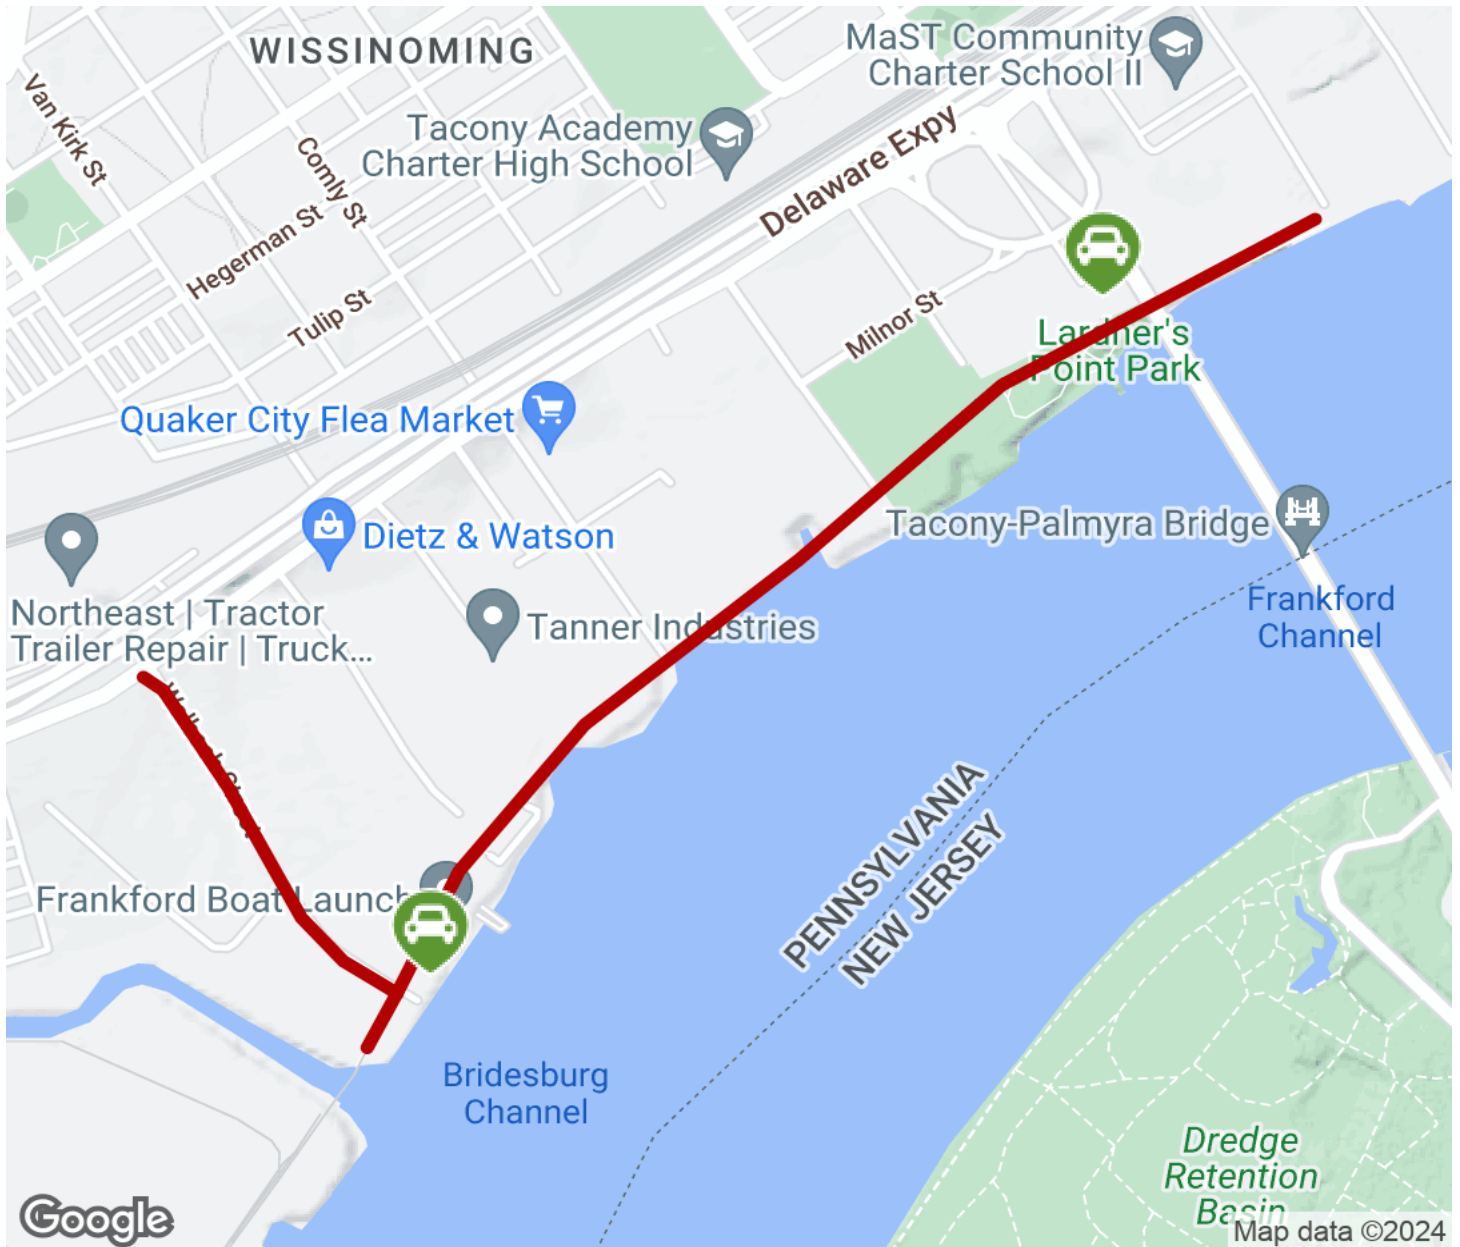 WISSINOMING
MaST Community
Charter School II
Van Kirk St
Comly St
Tacony Academy
Charter High School
Delaware Expy
Hegerman St
Tulip St
Milnor St
Lardner's
Point Park
Quaker City Flea Market
Dietz & Watson
Tacony-Palmyra Bridge
Northeast | Tractor
Trailer Repair | Truck...
Tanner Industries
Frankford
Channel
PENNSYLVANIA
NEW JERSEY
Frankford Boat Launch
Bridesburg
Channel
Dredge
Retention
Basin
Google
Map data ©2024